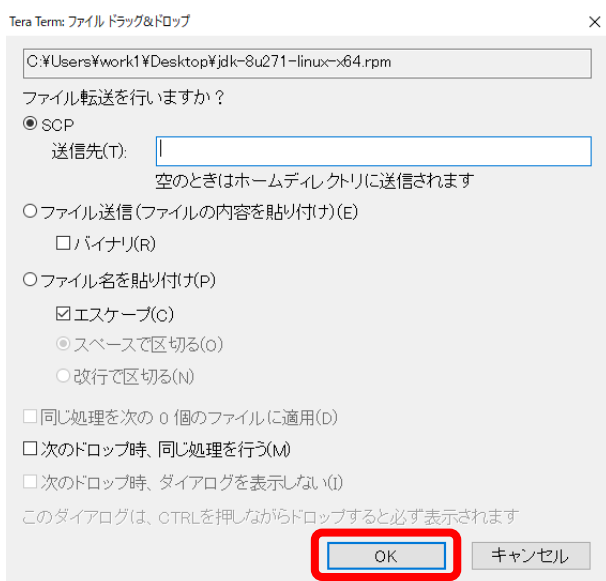 Tera Term: ファイル ドラッグ&ドロップ
C:¥Users¥work1¥Desktop¥jdk-8u271-linux-x64.rpm
ファイル転送を行いますか?
SCP
送信先(T):
空のときはホームディレクトリに送信されます
ファイル送信(ファイルの内容を貼り付け)(E)
バイナリ(R)
ファイル名を貼り付け(P)
エスケープ(C)
スペースで区切る(O)
改行で区切る(N)
同じ処理を次の 0 個のファイルに適用(D)
次のドロップ時、同じ処理を行う(M)
次のドロップ時、ダイアログを表示しない(I)
このダイアログは、CTRLを押しながらドロップすると必ず表示されます
OK キャンセル